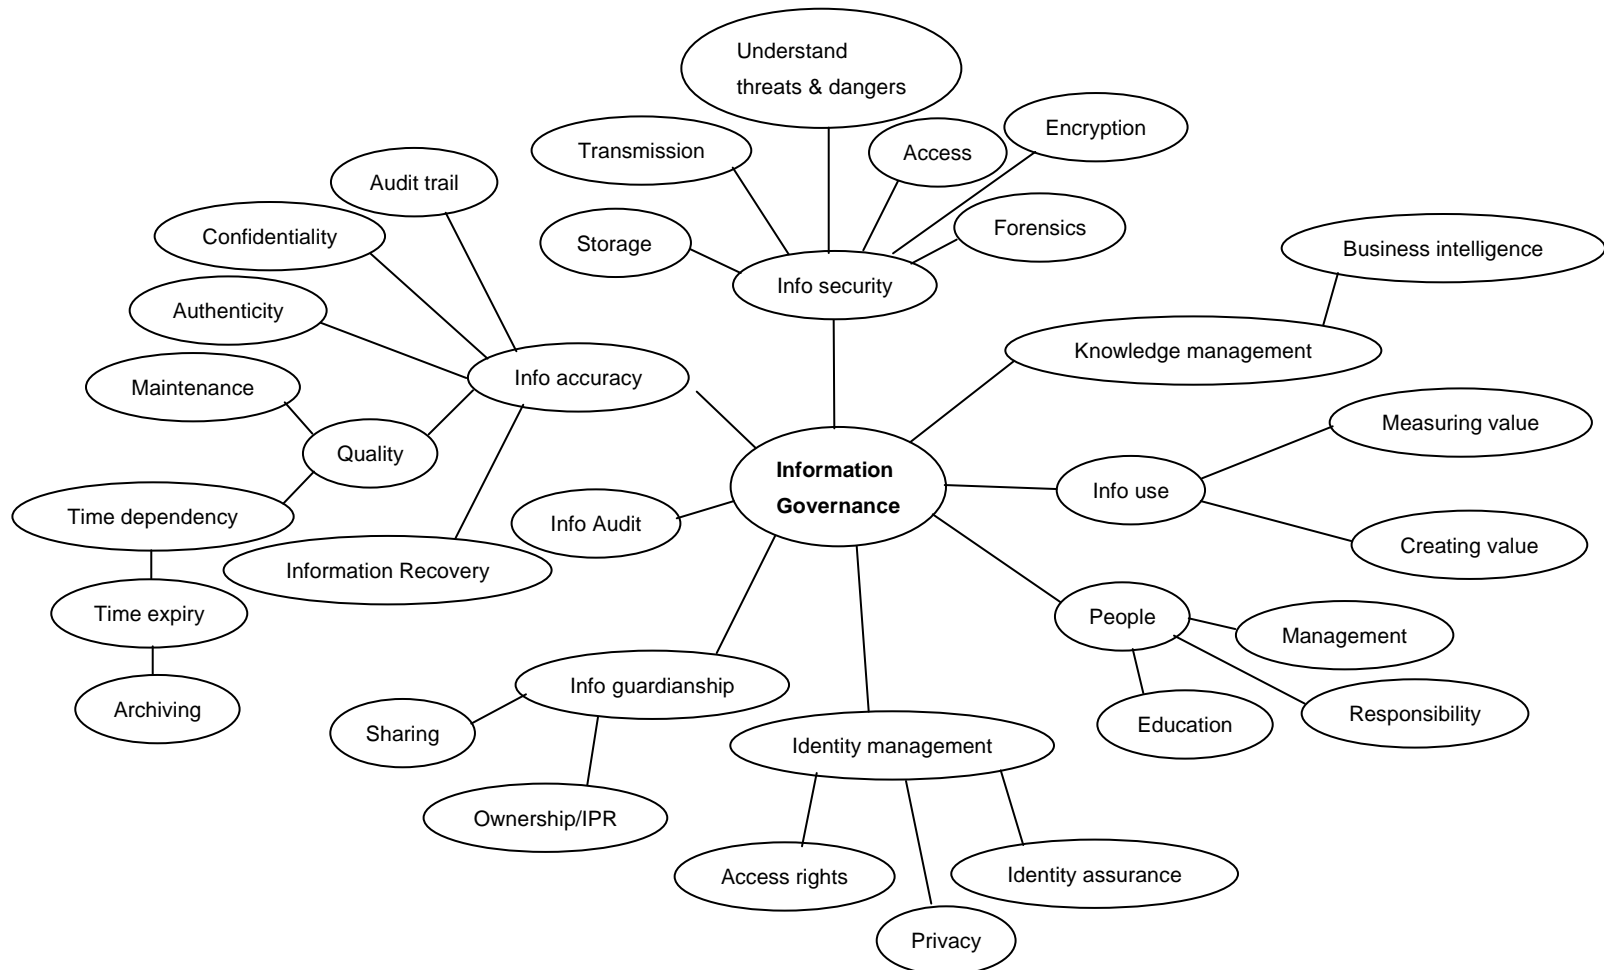 Understand
threats & dangers
Encryption
Transmission
Access
Audit trail
Forensics
Confidentiality
Storage
Business intelligence
Info security
Authenticity
Knowledge management
Info accuracy
Maintenance
Measuring value
Quality
Information
Governance
Info use
Time dependency
Info Audit
Creating value
Information Recovery
Time expiry
People
Management
Info guardianship
Archiving
Sharing
Education
Responsibility
Identity management
Ownership/IPR
Access rights
Identity assurance
Privacy